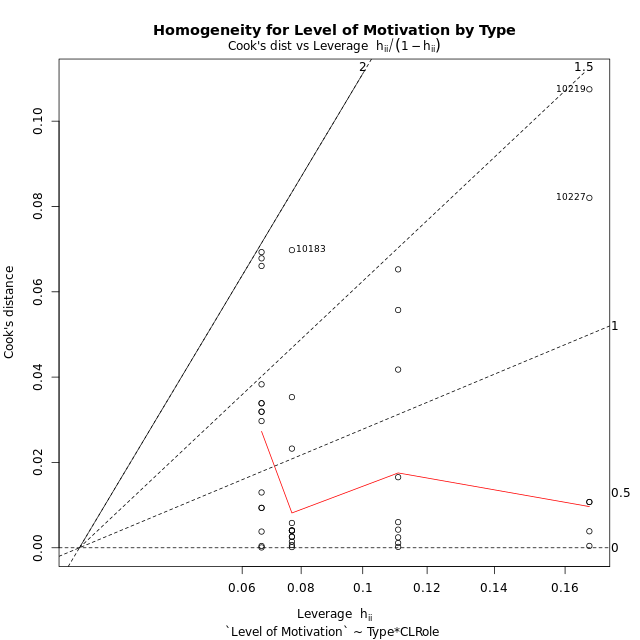 Homogeneity for Level of Motivation by Type
Cook's dist vs Leverage hᵢᵢ/(1−hᵢᵢ)
2
1.5
10219
10227
10183
1
0.5
0
Cook's distance
0.00
0.02
0.04
0.06
0.08
0.10
0.06 0.08 0.1 0.12 0.14 0.16
Leverage hᵢᵢ
`Level of Motivation` ~ Type*CLRole